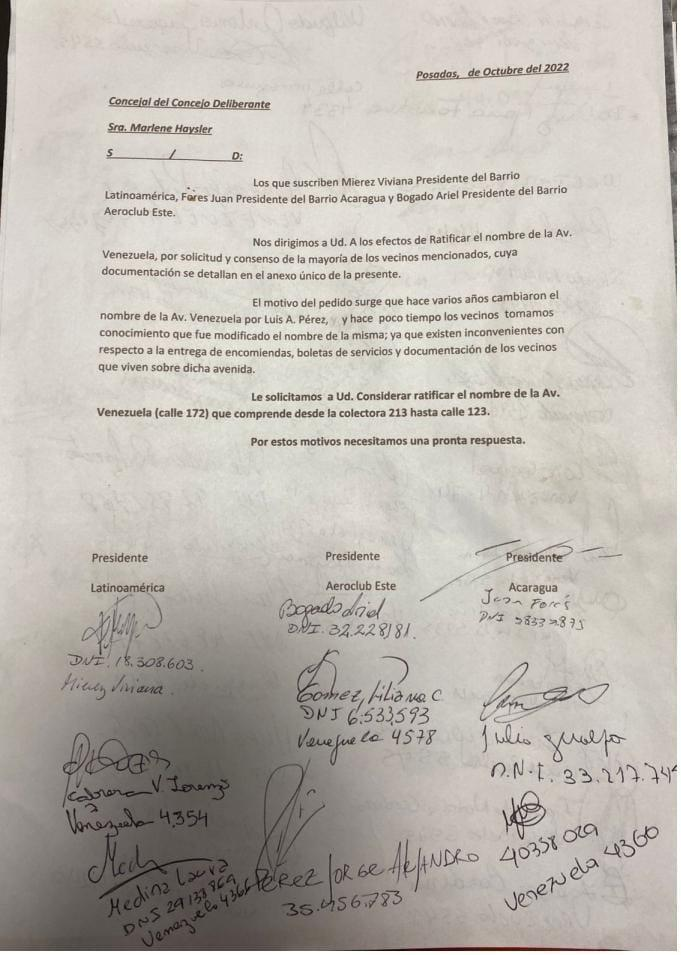 Posadas,   de Octubre del 2022
Concejal del Concejo Deliberante
Sra. Marlene Haysler
S / D:
Los que suscriben Mierez Viviana Presidente del Barrio
Latinoamérica, Fores Juan Presidente del Barrio Acaragua y Bogado Ariel Presidente del Barrio
Aeroclub Este.
Nos dirigimos a Ud. A los efectos de Ratificar el nombre de la Av.
Venezuela, por solicitud y consenso de la mayoría de los vecinos mencionados, cuya
documentación se detallan en el anexo único de la presente.
El motivo del pedido surge que hace varios años cambiaron el
nombre de la Av. Venezuela por Luis A. Pérez,   y hace poco tiempo los vecinos tomamos
conocimiento que fue modificado el nombre de la misma; ya que existen inconvenientes con
respecto a la entrega de encomiendas, boletas de servicios y documentación de los vecinos
que viven sobre dicha avenida.
Le solicitamos a Ud. Considerar ratificar el nombre de la Av.
Venezuela (calle 172) que comprende desde la colectora 213 hasta calle 123.
Por estos motivos necesitamos una pronta respuesta.
Presidente Presidente Presidente
Latinoamérica Aeroclub Este Acaragua
Bogado Ariel
DNI. 32.228181.
Juan Forés
DNI
DNI. 18.308.603.
Mierez Viviana.
Gomez, Liliana C.
DNI 6.533,593
Venezuela 4578
Julio
D.N.I. 33.217.744
Cabrera V. Lorenzo
Venezuela 4354
Medina Laura
DNI 29138869
Venezuela 4366
PÉREZ JORGE ALEJANDRO
35.456.783
40358029
Venezuela 4360